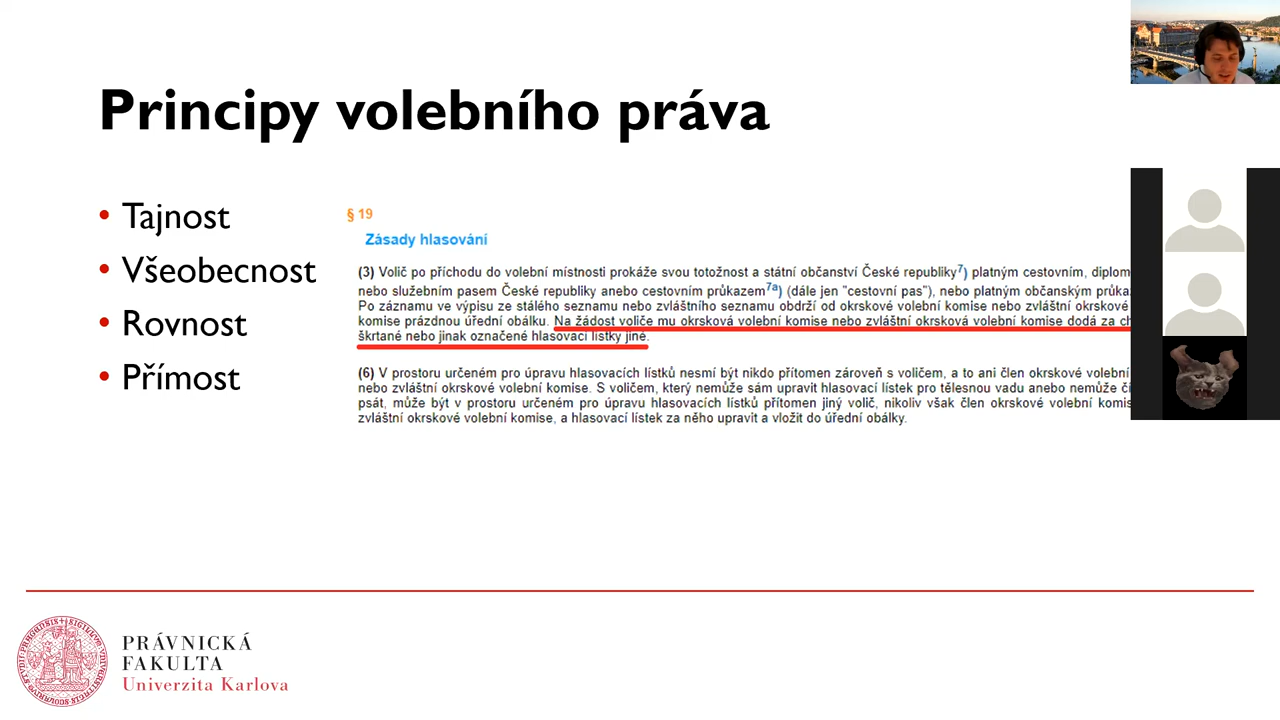 Principy volebního práva
• Tajnost
• Všeobecnost
• Rovnost
• Přímost
§ 19
Zásady hlasování
(3) Volič po příchodu do volební místnosti prokáže svou totožnost a státní občanství České republiky7) platným cestovním,
nebo služebním pasem České republiky anebo cestovním průkazem7a) (dále jen "cestovní pas"), nebo platným občanským
Po záznamu ve výpisu ze stálého seznamu nebo zvláštního seznamu obdrží od okrskové volební komise nebo zvláštní okrskové
komise prázdnou úřední obálku. Na žádost voliče mu okrsková volební komise nebo zvláštní okrsková volební komise dodá za
škrtané nebo jinak označené hlasovací lístky jiné.
(6) V prostoru určeném pro úpravu hlasovacích lístků nesmí být nikdo přítomen zároveň s voličem, a to ani člen okrskové volební
nebo zvláštní okrskové volební komise. S voličem, který nemůže sám upravit hlasovací lístek pro tělesnou vadu anebo nemůže
psát, může být v prostoru určeném pro úpravu hlasovacích lístků přítomen jiný volič, nikoliv však člen okrskové volební
zvláštní okrskové volební komise, a hlasovací lístek za něho upravit a vložit do úřední obálky.
PRÁVNICKÁ
FAKULTA
Univerzita Karlova